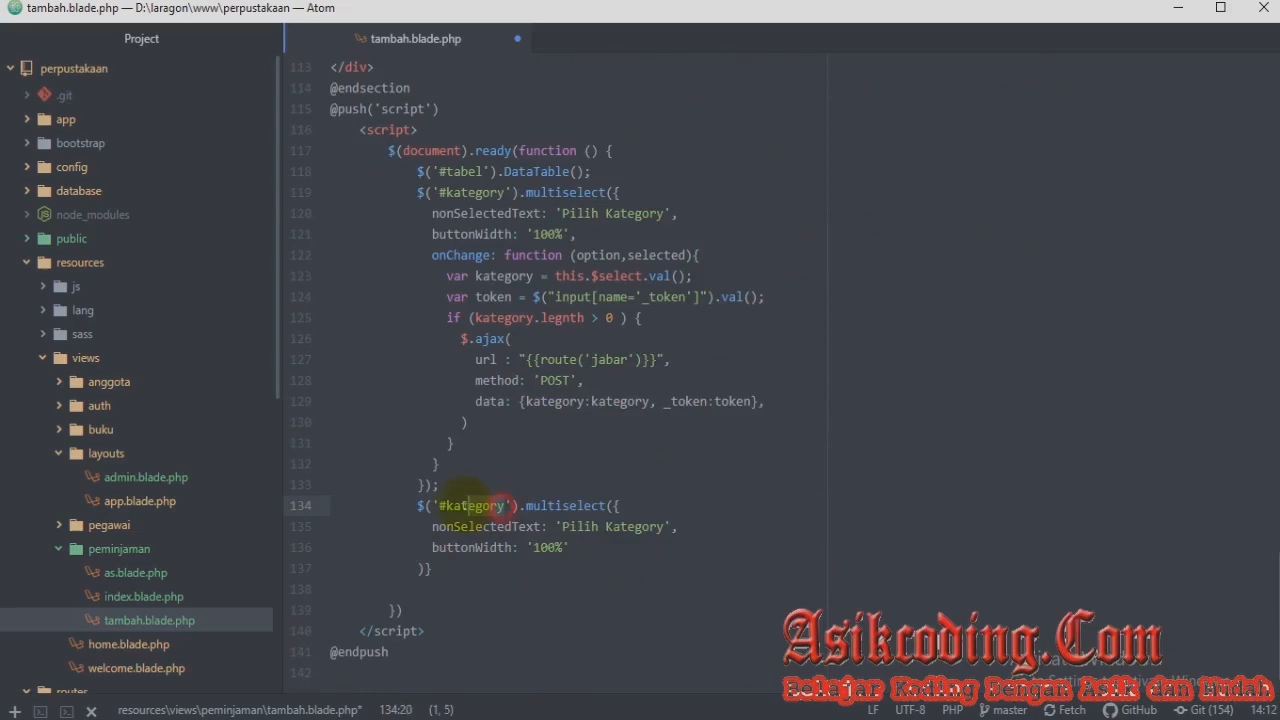 tambah.blade.php — D:\laragon\www\perpustakaan — Atom
Project
tambah.blade.php
perpustakaan
.git
app
bootstrap
config
database
node_modules
public
resources
js
lang
sass
views
anggota
auth
buku
layouts
admin.blade.php
app.blade.php
pegawai
peminjaman
as.blade.php
index.blade.php
tambah.blade.php
home.blade.php
welcome.blade.php
routes
113 </div>
114 @endsection
115 @push('script')
116 <script>
117 $(document).ready(function () {
118 $('#tabel').DataTable();
119 $('#kategory').multiselect({
120 nonSelectedText: 'Pilih Kategory',
121 buttonWidth: '100%',
122 onChange: function (option,selected){
123 var kategory = this.$select.val();
124 var token = $("input[name='_token']").val();
125 if (kategory.legnth > 0 ) {
126 $.ajax(
127 url : "{{route('jabar')}}",
128 method: 'POST',
129 data: {kategory:kategory, _token:token},
130 )
131 }
132 }
133 });
134 $('#kategory').multiselect({
135 nonSelectedText: 'Pilih Kategory',
136 buttonWidth: '100%'
137 )}
138
139 })
140 </script>
141 @endpush
142
Asikcoding.Com
Selajar Koding Dengan Asik dan Mudah
resources\views\peminjaman\tambah.blade.php* 134:20 (1, 5) LF UTF-8 PHP master Fetch GitHub Git (154) 14:12